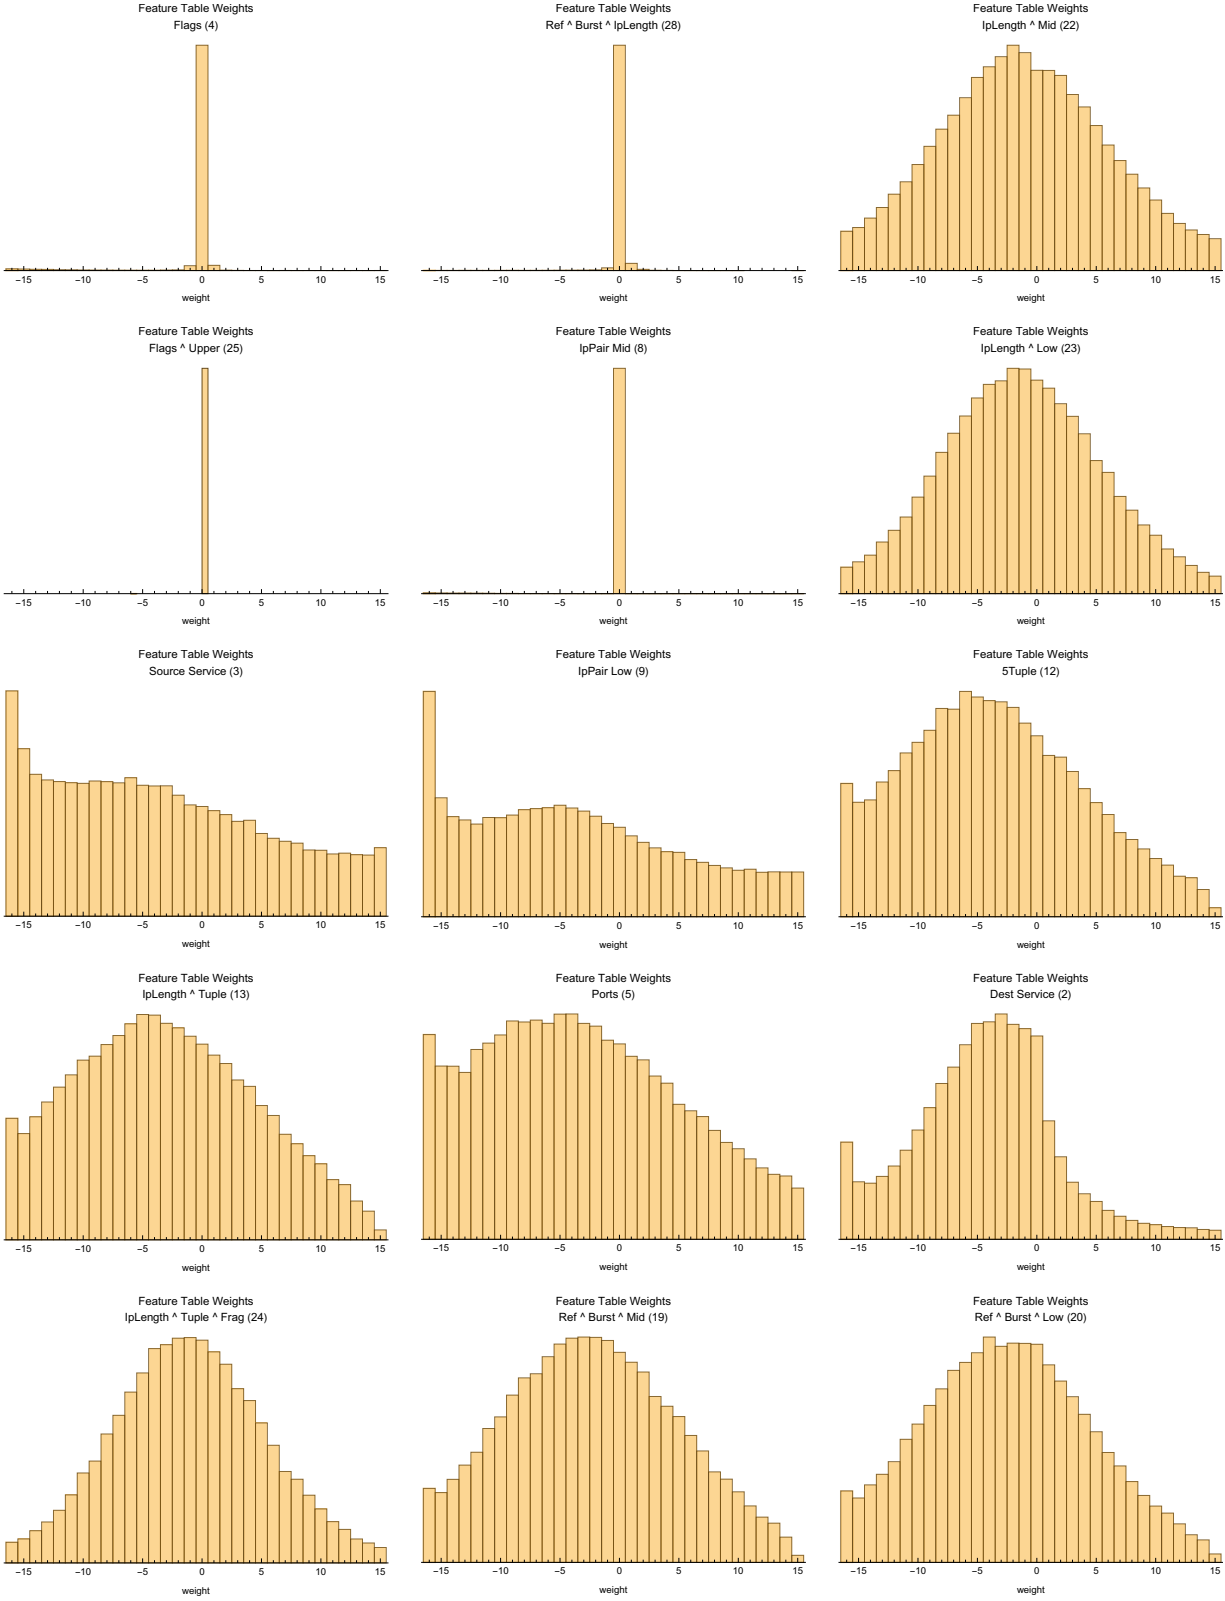 Feature Table Weights
Flags (4)
−15 −10 −5 0 5 10 15
weight
Feature Table Weights
Ref ^ Burst ^ IpLength (28)
−15 −10 −5 0 5 10 15
weight
Feature Table Weights
IpLength ^ Mid (22)
−15 −10 −5 0 5 10 15
weight
Feature Table Weights
Flags ^ Upper (25)
−15 −10 −5 0 5 10 15
weight
Feature Table Weights
IpPair Mid (8)
−15 −10 −5 0 5 10 15
weight
Feature Table Weights
IpLength ^ Low (23)
−15 −10 −5 0 5 10 15
weight
Feature Table Weights
Source Service (3)
−15 −10 −5 0 5 10 15
weight
Feature Table Weights
IpPair Low (9)
−15 −10 −5 0 5 10 15
weight
Feature Table Weights
5Tuple (12)
−15 −10 −5 0 5 10 15
weight
Feature Table Weights
IpLength ^ Tuple (13)
−15 −10 −5 0 5 10 15
weight
Feature Table Weights
Ports (5)
−15 −10 −5 0 5 10 15
weight
Feature Table Weights
Dest Service (2)
−15 −10 −5 0 5 10 15
weight
Feature Table Weights
IpLength ^ Tuple ^ Frag (24)
−15 −10 −5 0 5 10 15
weight
Feature Table Weights
Ref ^ Burst ^ Mid (19)
−15 −10 −5 0 5 10 15
weight
Feature Table Weights
Ref ^ Burst ^ Low (20)
−15 −10 −5 0 5 10 15
weight